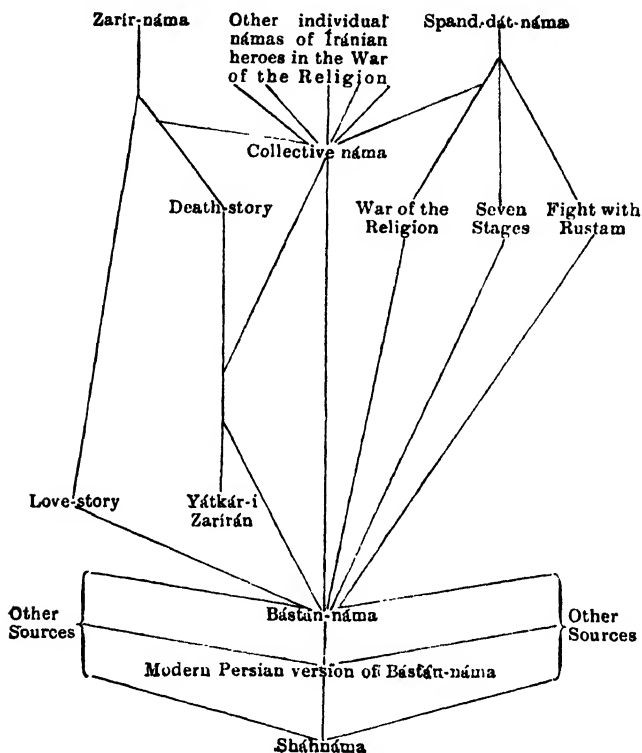 Zarír-náma
Other individual
námas of Íránian
heroes in the War
of the Religion
Spand-dát-náma
Collective náma
Death-story
War of the
Religion
Seven
Stages
Fight with
Rustam
Love-story
Yátkár-i
Zarírán
Other
Sources
Bástán-náma
Other
Sources
Modern Persian version of Bástán-náma
Sháhnáma